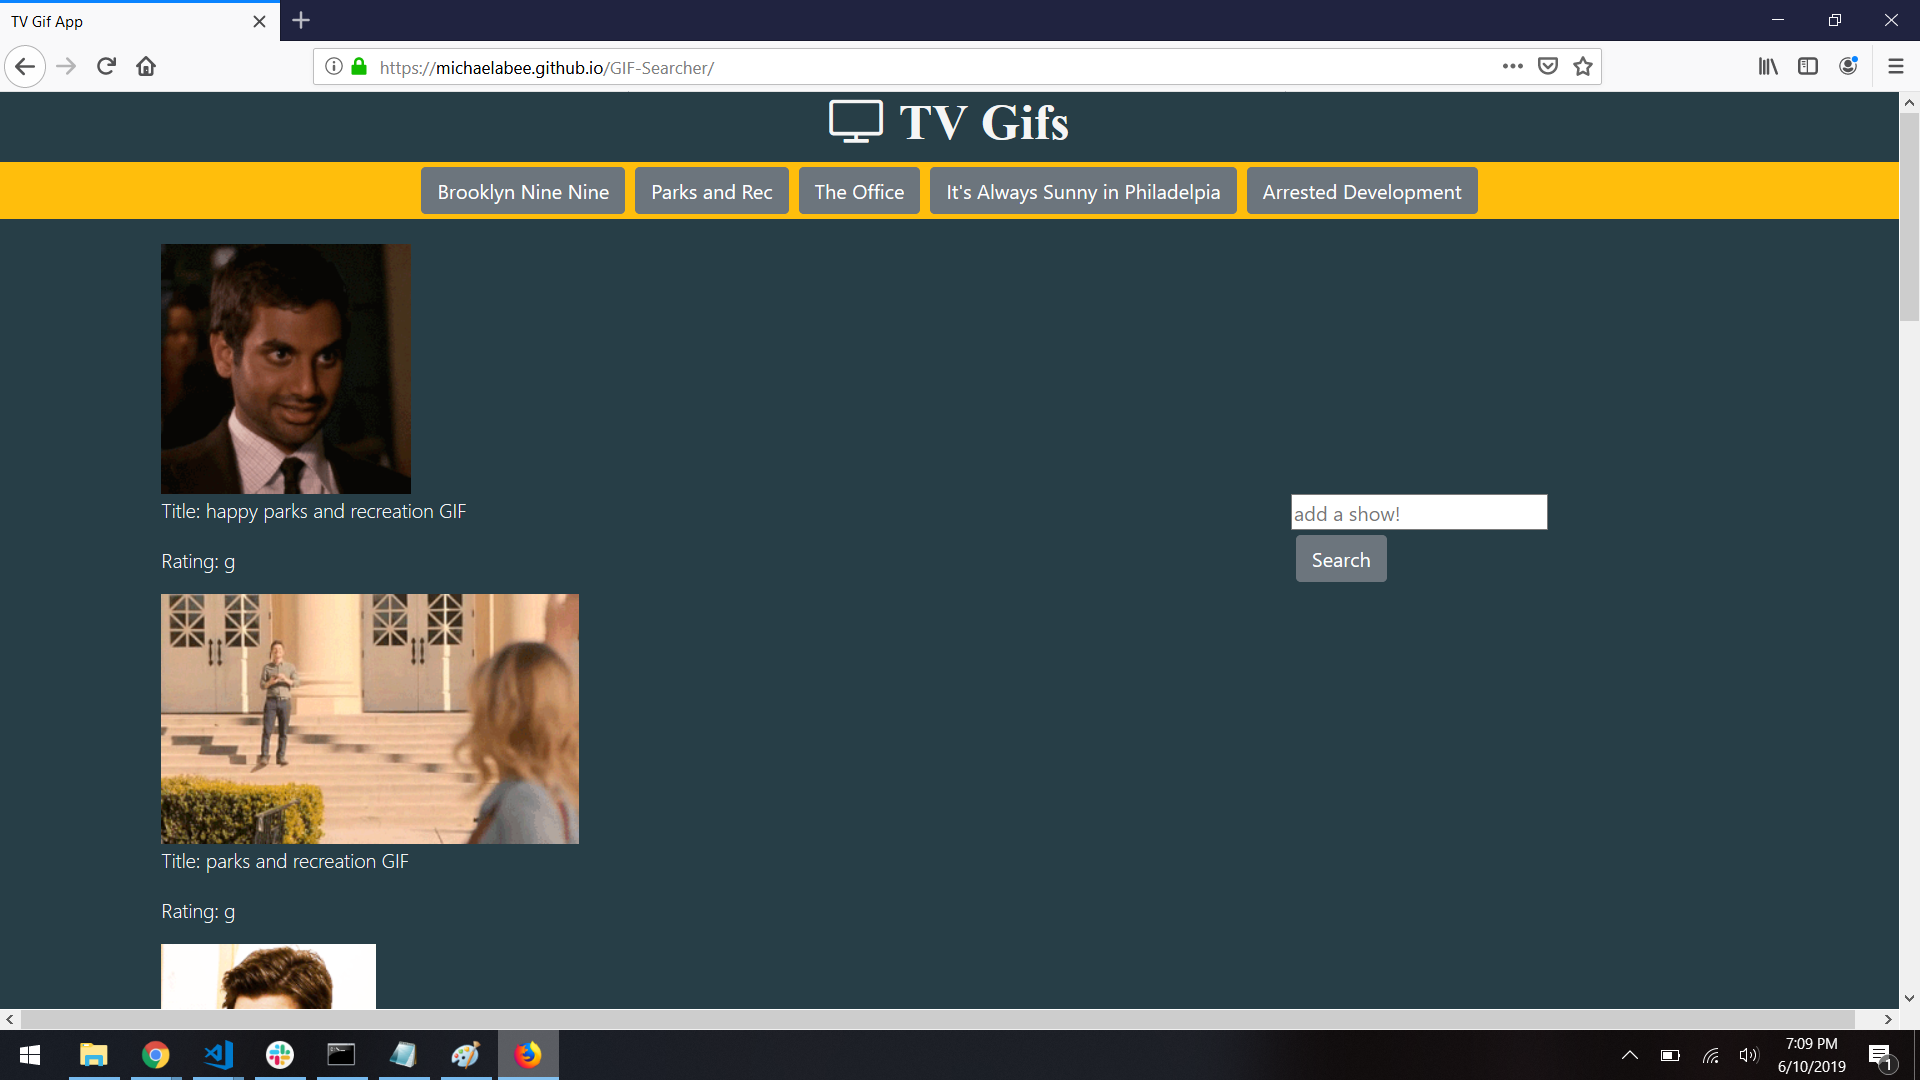 TV Gif App
https://michaelabee.github.io/GIF-Searcher/
TV Gifs
Brooklyn Nine Nine
Parks and Rec
The Office
It's Always Sunny in Philadelpia
Arrested Development
Title: happy parks and recreation GIF
Rating: g
add a show!
Search
Title: parks and recreation GIF
Rating: g
7:09 PM
6/10/2019
1